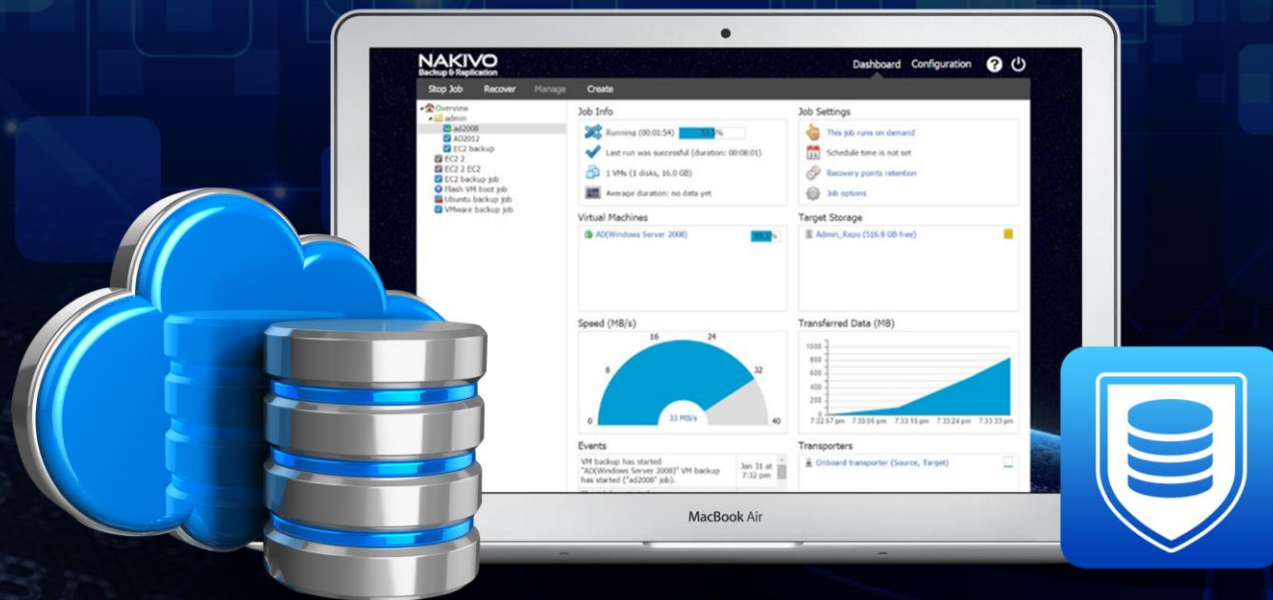 NAKIVO
Backup & Replication
Dashboard Configuration
Stop Job Recover Manage Create
Overview
admin
ad2008
AD2012
EC2 backup
EC2 2
EC2 2 EC2
EC2 backup job
Flash VM boot job
Ubuntu backup job
VMware backup job
Job Info
Running (00:01:54)
Last run was successful (duration: 00:08:01)
1 VMs (1 disks, 16.0 GB)
Average duration: no data yet
Job Settings
This job runs on demand
Schedule time is not set
Recovery points retention
Job options
Virtual Machines
AD(Windows Server 2008)
Target Storage
Admin_Repo (516.8 GB free)
Speed (MB/s)
0 8 16 24 32 40
33 MB/s
Transferred Data (MB)
1000
800
600
400
200
0
7:32:57 pm 7:33:06 pm 7:33:15 pm 7:33:24 pm 7:33:33 pm
Events
VM backup has started
"AD(Windows Server 2008)" VM backup
has started ("ad2008" job).
Jan 31 at
7:32 pm
Transporters
Onboard transporter (Source, Target)
MacBook Air